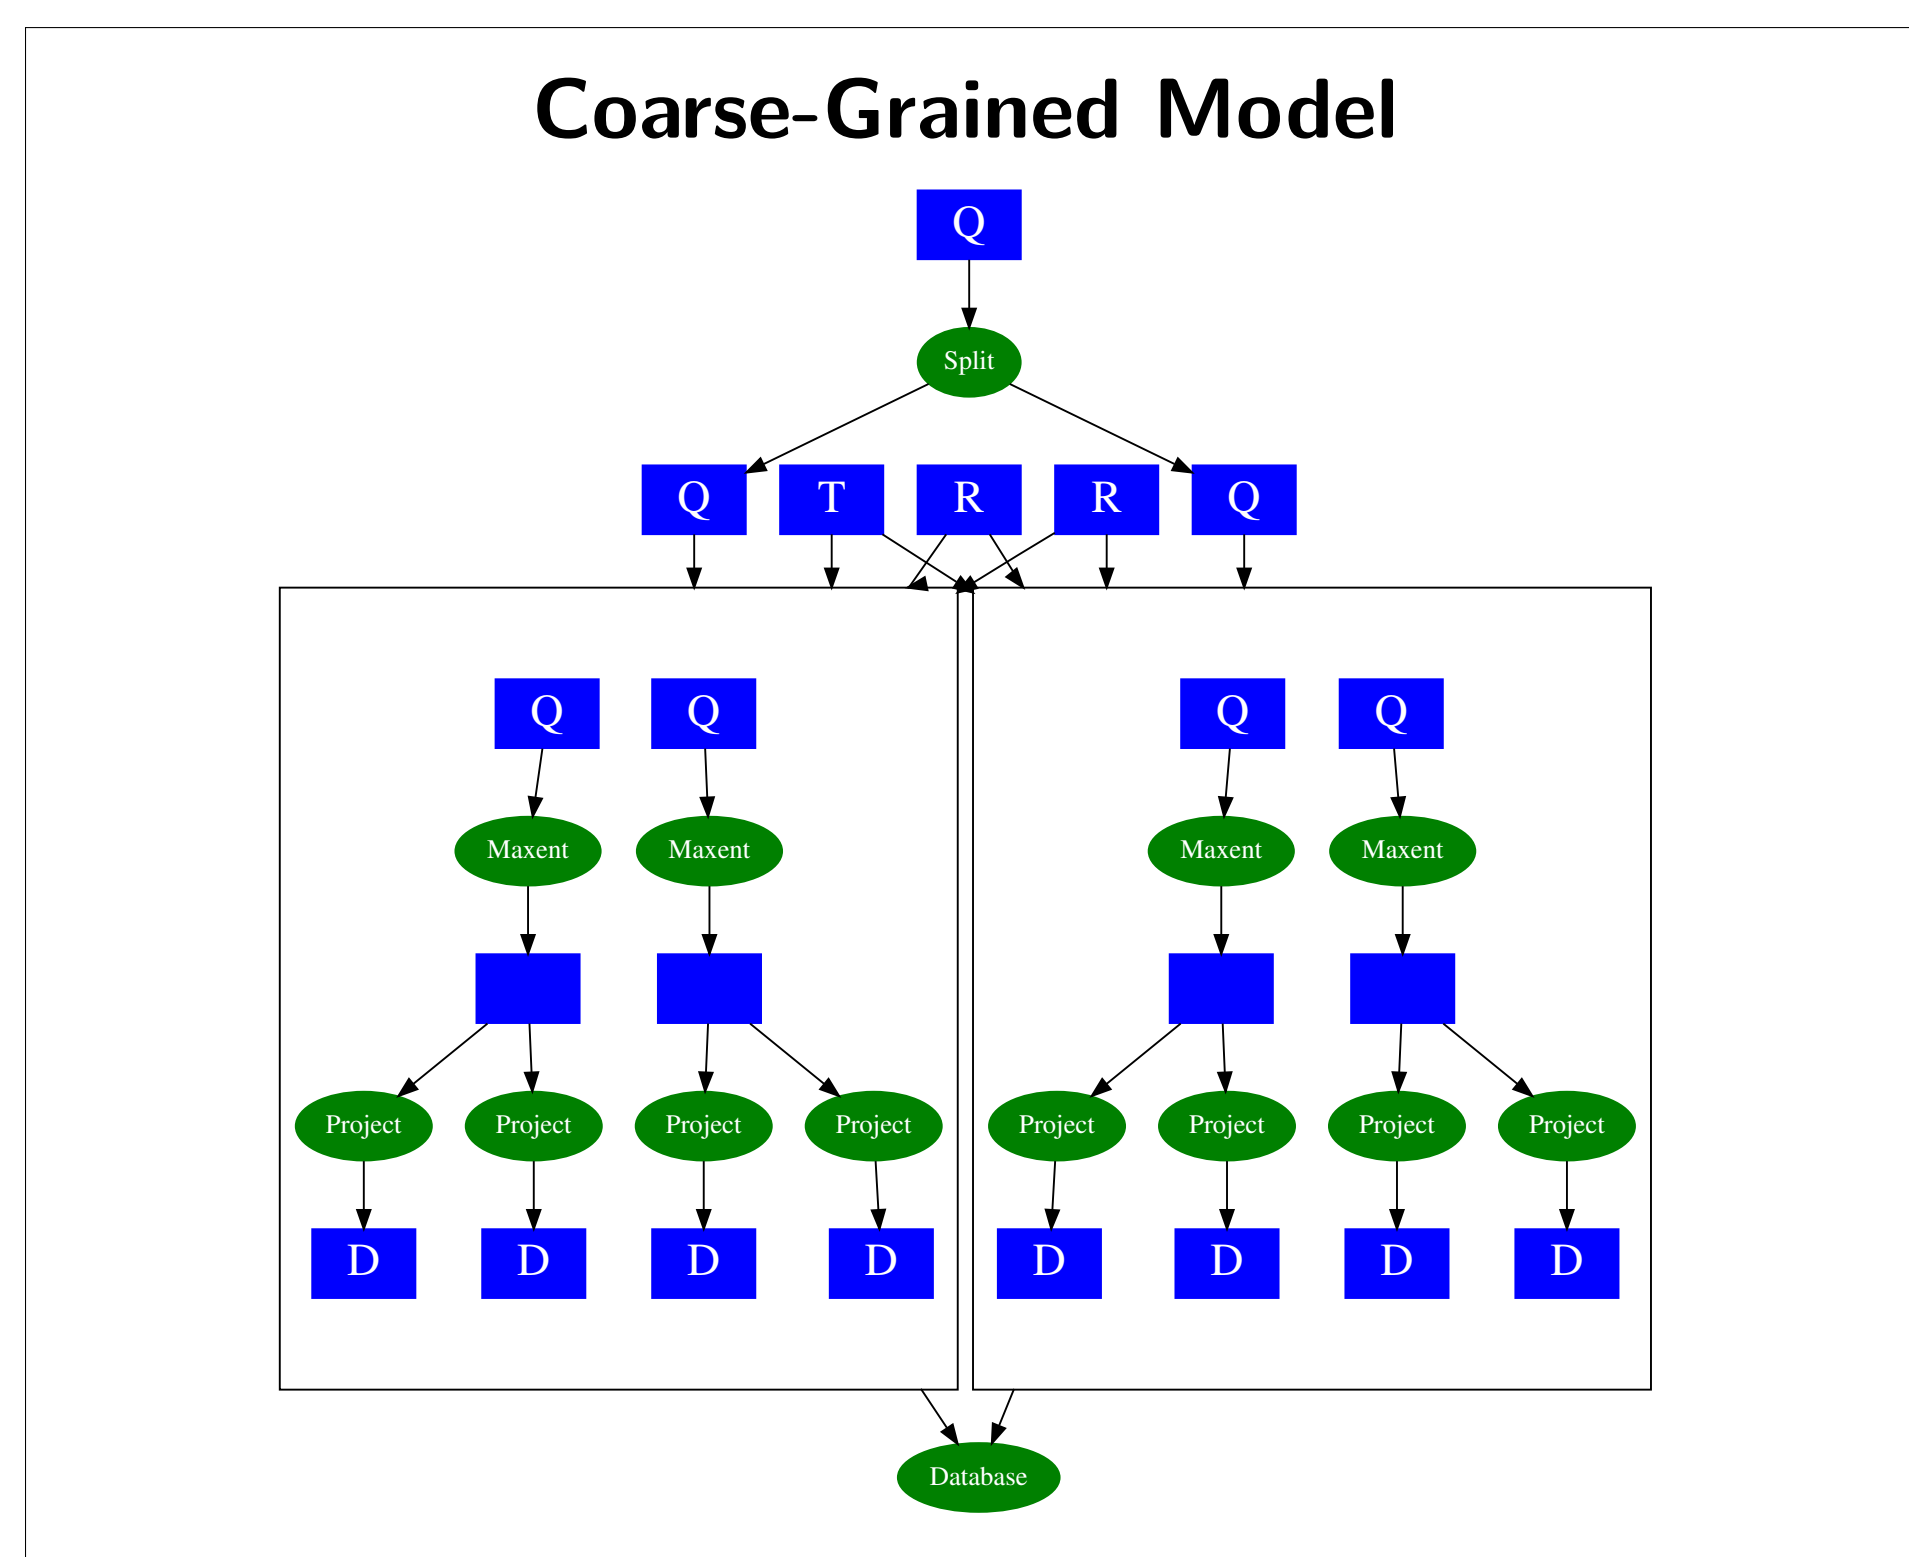 Coarse-Grained Model
Q
Split
Q T R R Q
Q Q Q Q
Maxent Maxent Maxent Maxent
Project Project Project Project Project Project Project Project
D D D D D D D D
Database